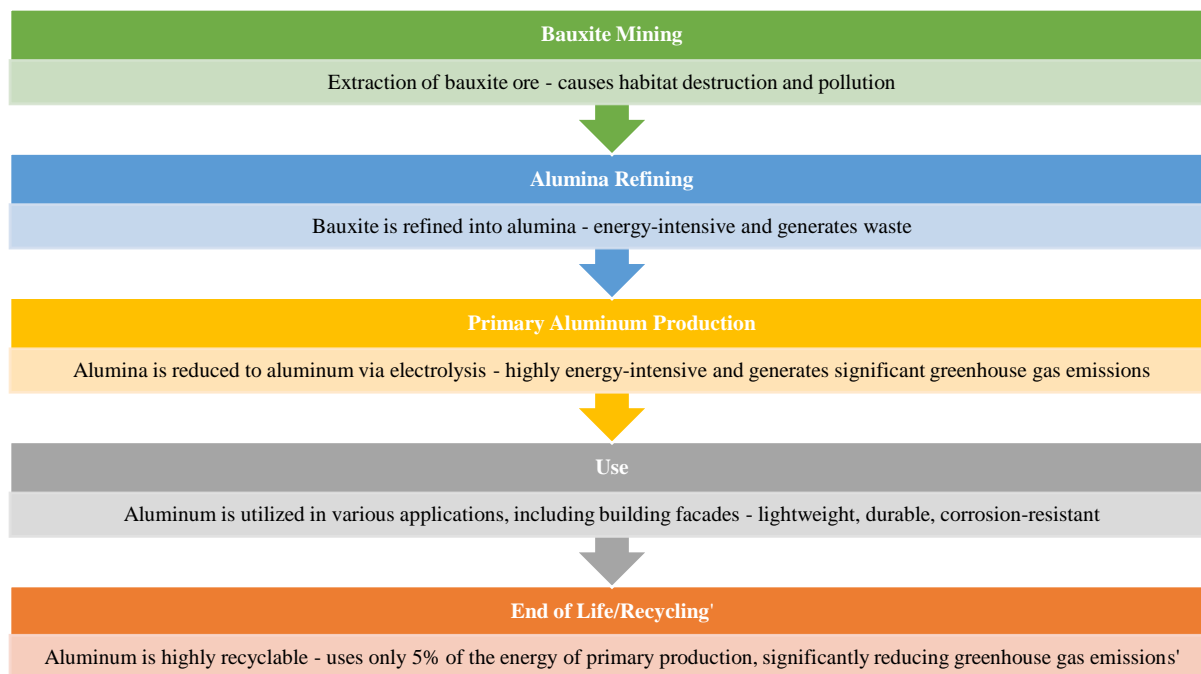 Bauxite Mining
Extraction of bauxite ore - causes habitat destruction and pollution
Alumina Refining
Bauxite is refined into alumina - energy-intensive and generates waste
Primary Aluminum Production
Alumina is reduced to aluminum via electrolysis - highly energy-intensive and generates significant greenhouse gas emissions
Use
Aluminum is utilized in various applications, including building facades - lightweight, durable, corrosion-resistant
End of Life/Recycling'
Aluminum is highly recyclable - uses only 5% of the energy of primary production, significantly reducing greenhouse gas emissions'